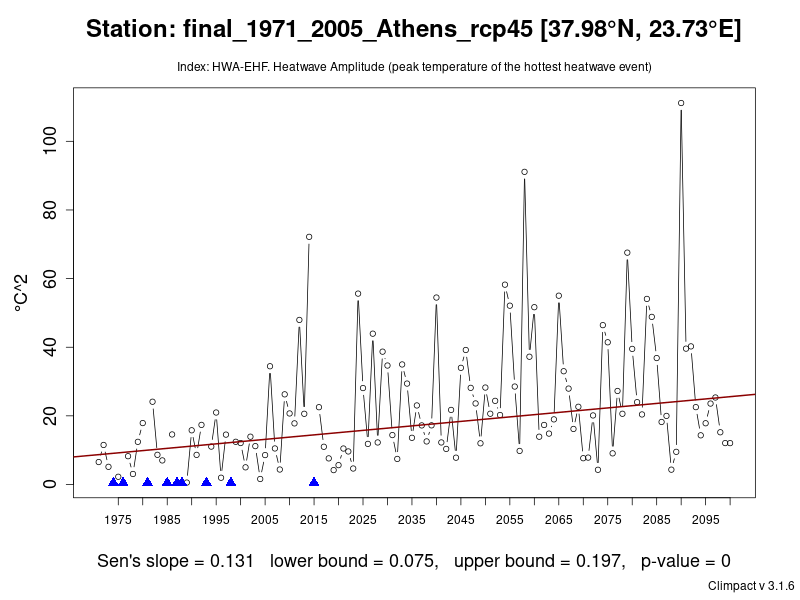 Station: final_1971_2005_Athens_rcp45 [37.98°N, 23.73°E]
Index: HWA-EHF. Heatwave Amplitude (peak temperature of the hottest heatwave event)
°C^2
100
80
60
40
20
0
1975 1985 1995 2005 2015 2025 2035 2045 2055 2065 2075 2085 2095
Sen's slope = 0.131 lower bound = 0.075, upper bound = 0.197, p-value = 0
Climpact v 3.1.6